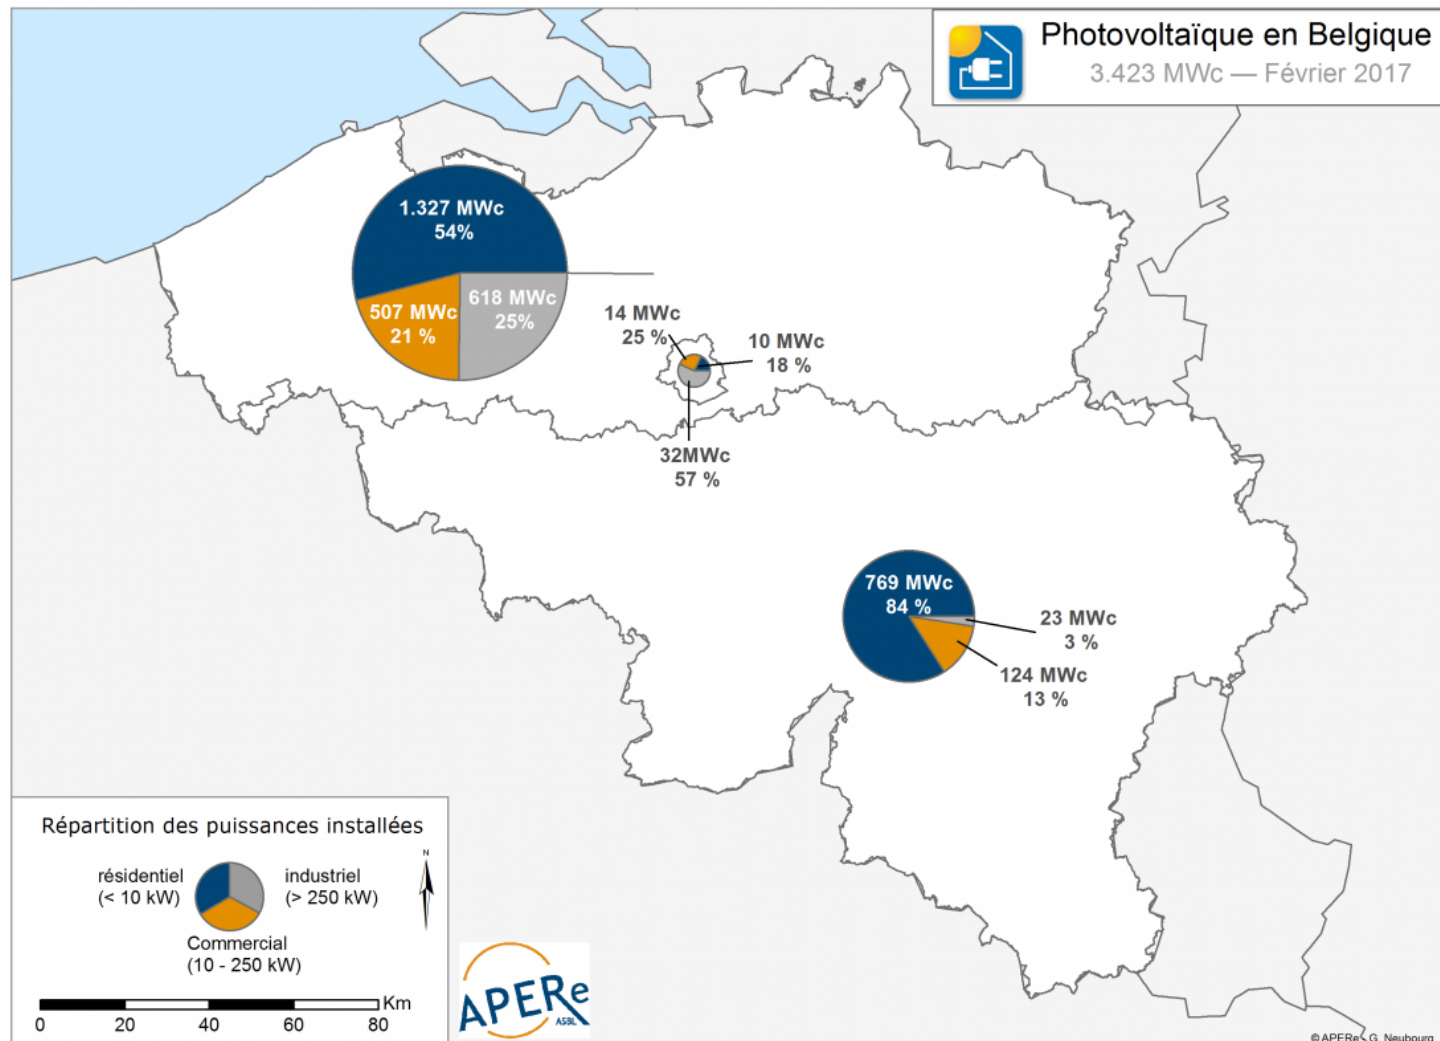 Photovoltaïque en Belgique
3.423 MWc — Février 2017
1.327 MWc
54%
507 MWc
21 %
618 MWc
25%
14 MWc
25 %
10 MWc
18 %
32MWc
57 %
769 MWc
84 %
23 MWc
3 %
124 MWc
13 %
Répartition des puissances installées
résidentiel
(< 10 kW)
industriel
(> 250 kW)
Commercial
(10 - 250 kW)
N
Km
0 20 40 60 80
APERe
ASBL
©APERe, G. Neubourg